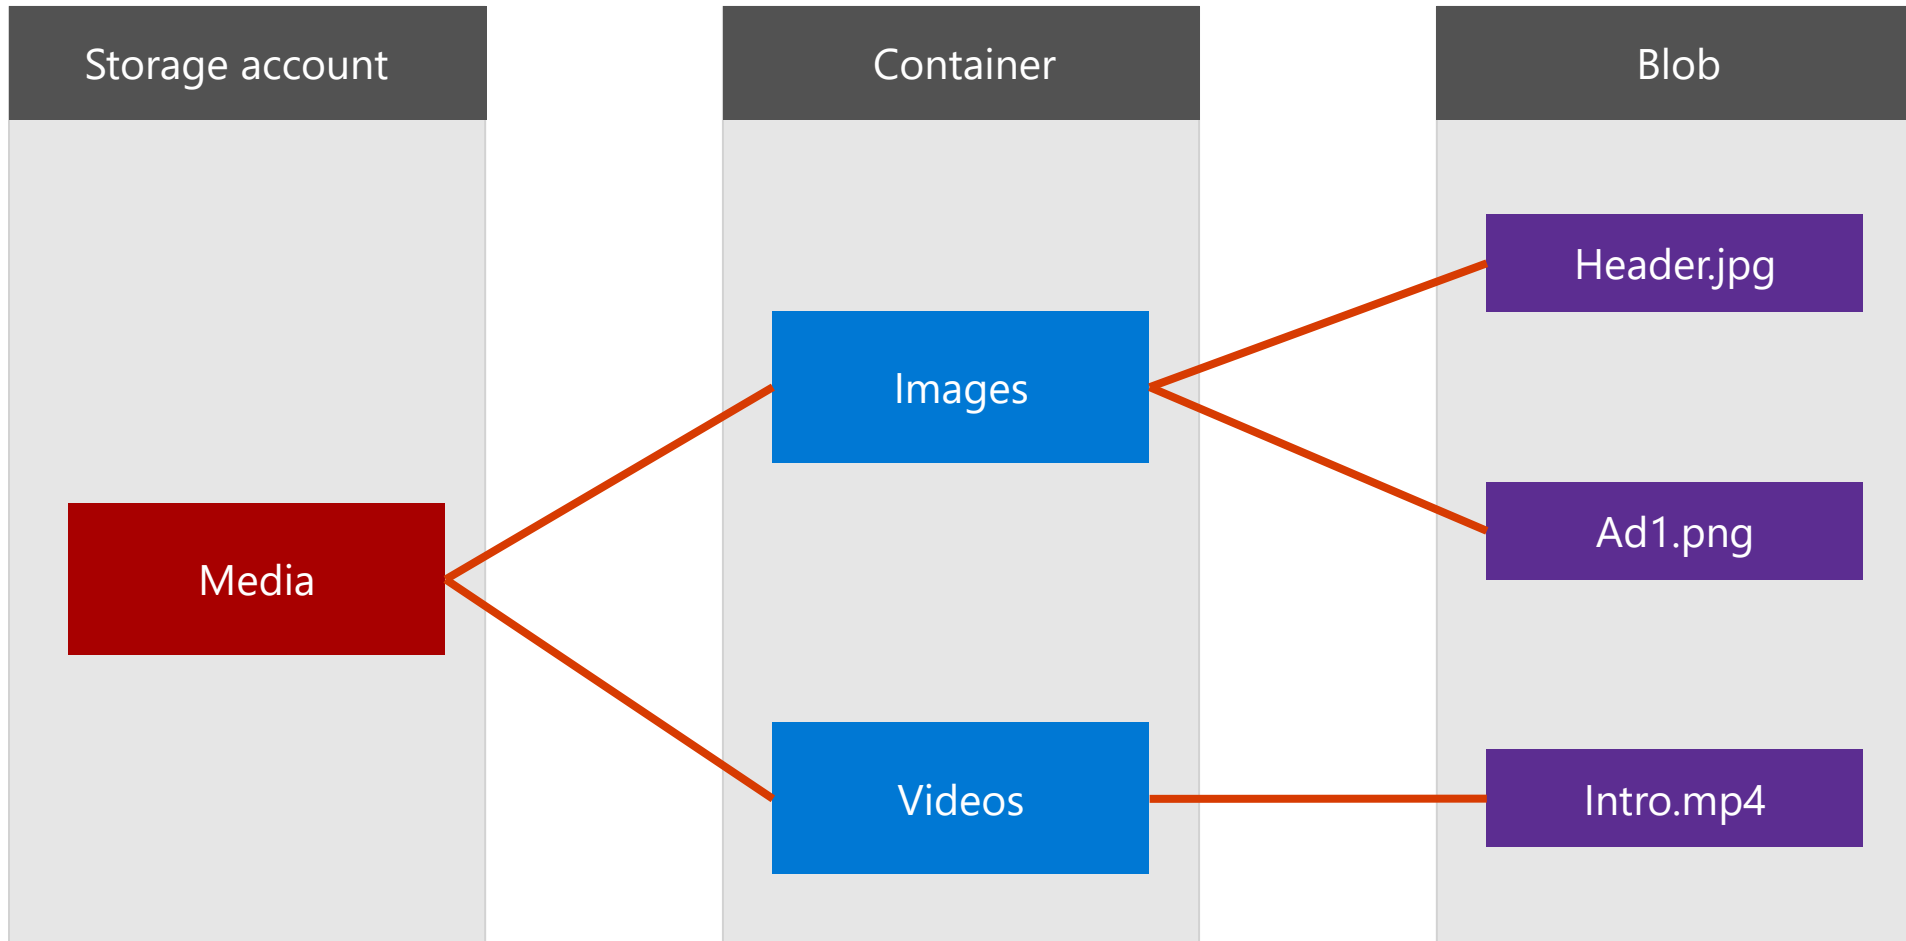 Storage account
Container
Blob
Media
Images
Videos
Header.jpg
Ad1.png
Intro.mp4